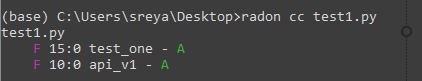 (base) C:\Users\sreya\Desktop>radon cc test1.py
test1.py
    F 15:0 test_one - A
    F 10:0 api_v1 - A